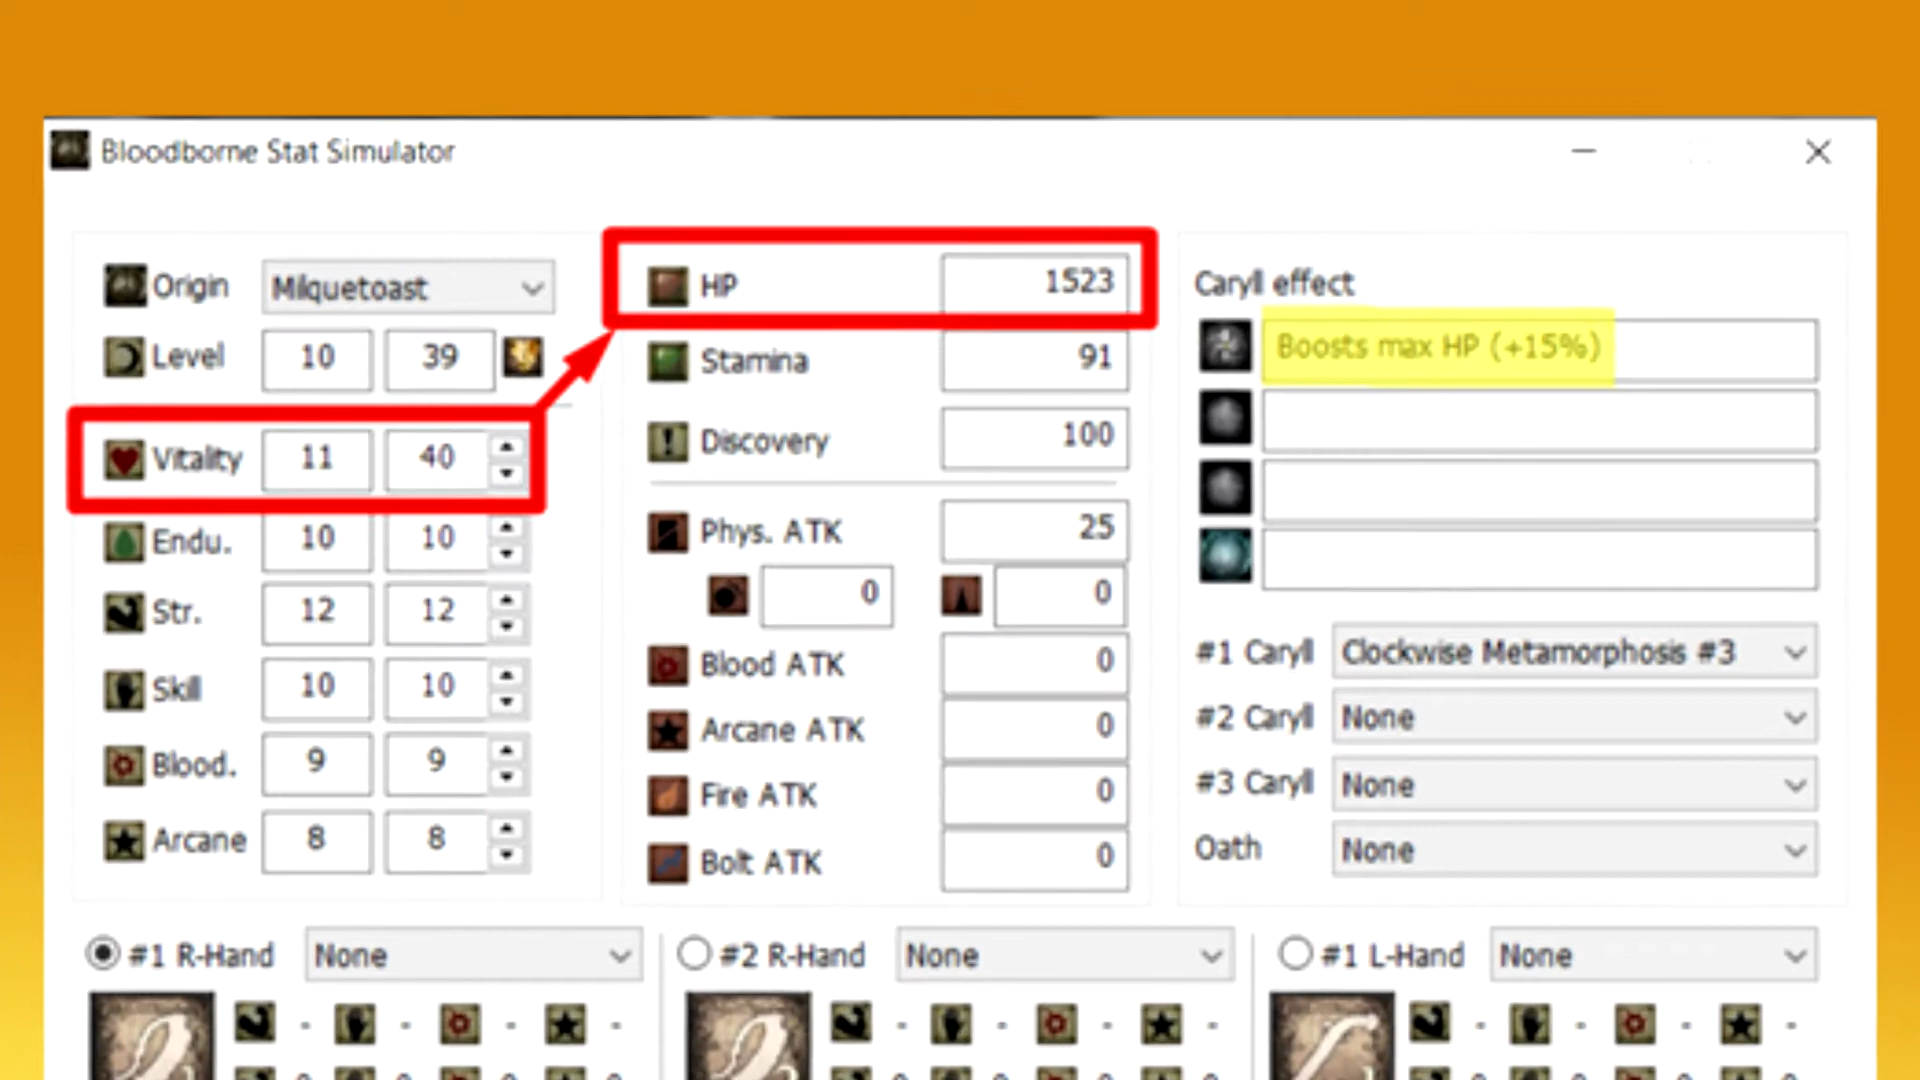 Bloodborne Stat Simulator
Origin Milquetoast
Level 10 39
Vitality 11 40
Endu. 10 10
Str. 12 12
Skill 10 10
Blood. 9 9
Arcane 8 8
HP 1523
Stamina 91
Discovery 100
Phys. ATK 25
0 0
Blood ATK 0
Arcane ATK 0
Fire ATK 0
Bolt ATK 0
Caryll effect
Boosts max HP (+15%)
#1 Caryll Clockwise Metamorphosis #3
#2 Caryll None
#3 Caryll None
Oath None
#1 R-Hand None
#2 R-Hand None
#1 L-Hand None
- - - -
- - - -
- - - -